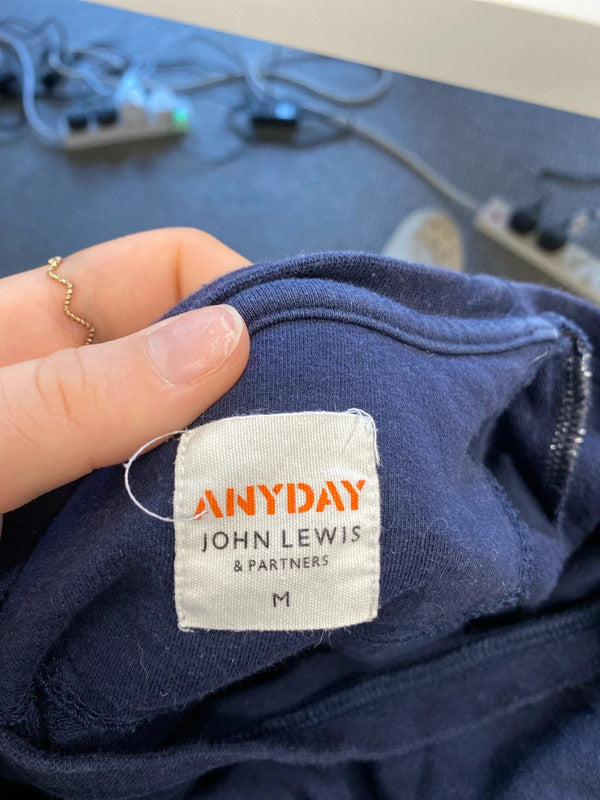 ANYDAY
JOHN LEWIS
& PARTNERS
M